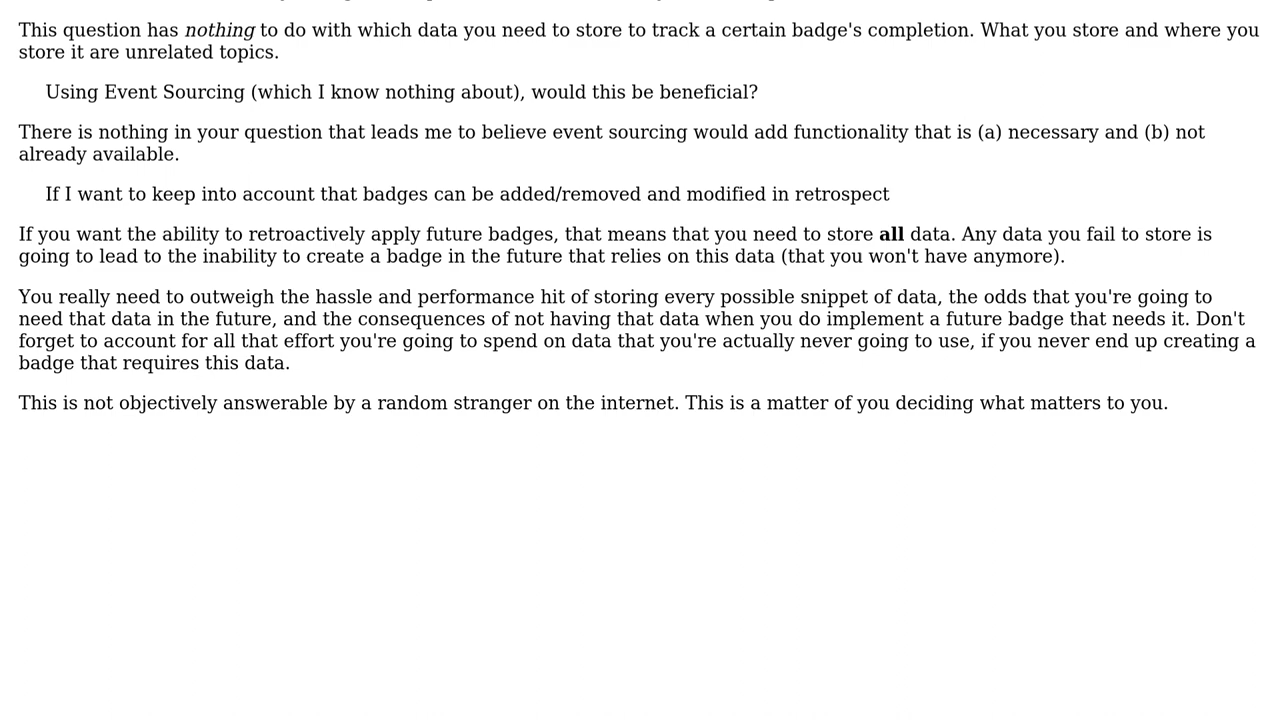 This question has nothing to do with which data you need to store to track a certain badge's completion. What you store and where you
store it are unrelated topics.
Using Event Sourcing (which I know nothing about), would this be beneficial?
There is nothing in your question that leads me to believe event sourcing would add functionality that is (a) necessary and (b) not
already available.
If I want to keep into account that badges can be added/removed and modified in retrospect
If you want the ability to retroactively apply future badges, that means that you need to store all data. Any data you fail to store is
going to lead to the inability to create a badge in the future that relies on this data (that you won't have anymore).
You really need to outweigh the hassle and performance hit of storing every possible snippet of data, the odds that you're going to
need that data in the future, and the consequences of not having that data when you do implement a future badge that needs it. Don't
forget to account for all that effort you're going to spend on data that you're actually never going to use, if you never end up creating a
badge that requires this data.
This is not objectively answerable by a random stranger on the internet. This is a matter of you deciding what matters to you.